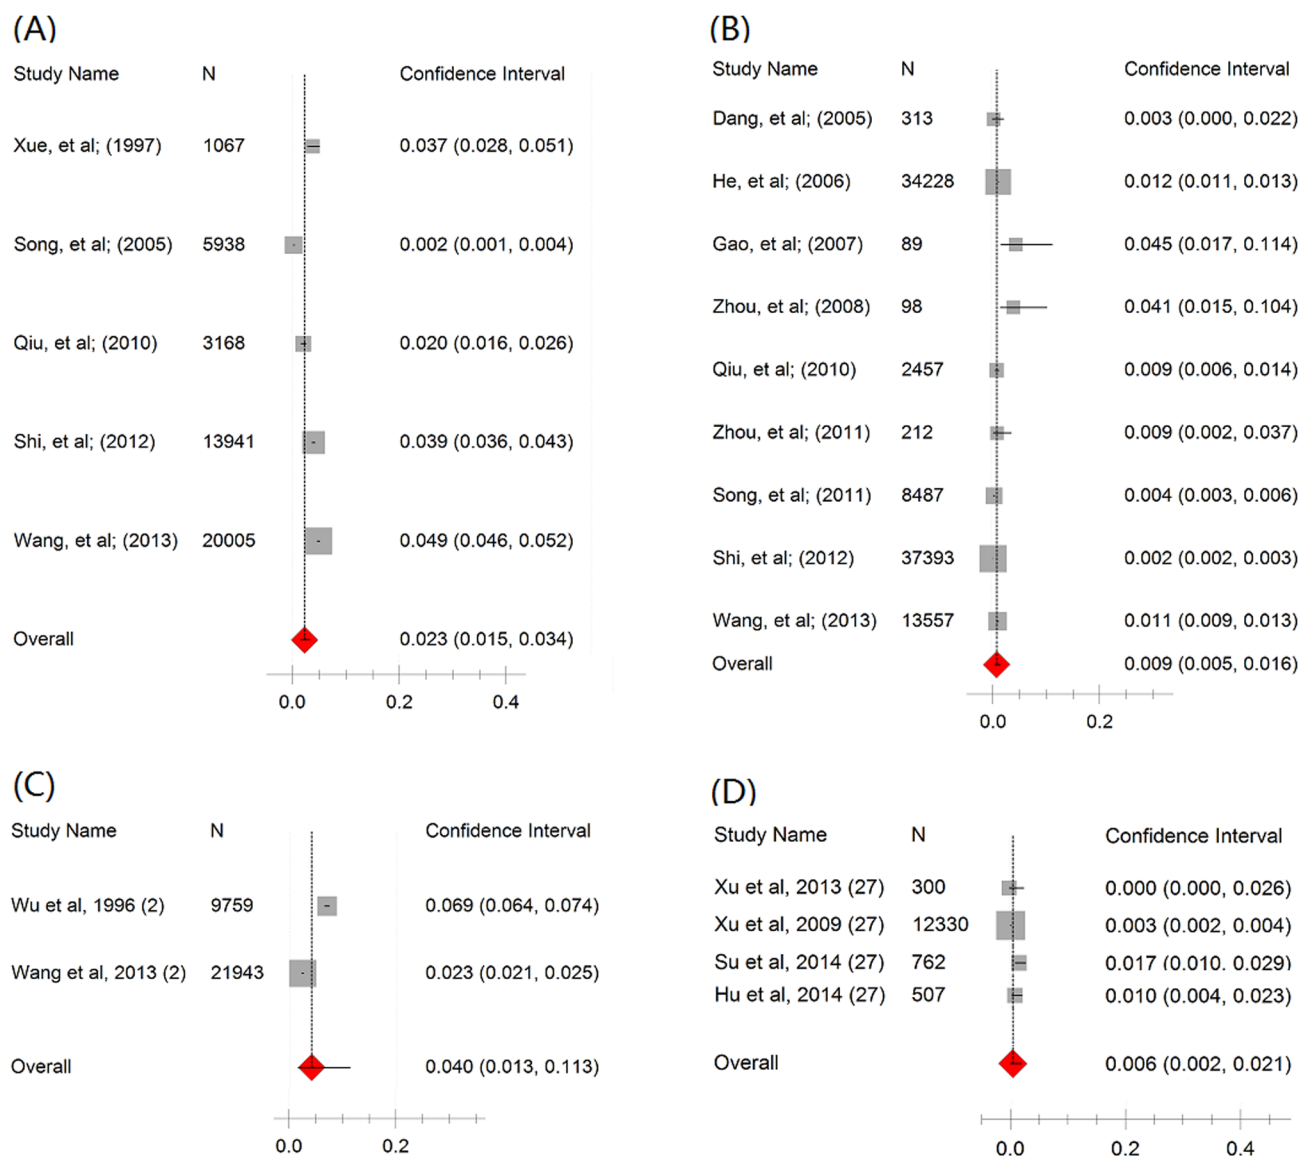 (A)
Study Name N Confidence Interval
Xue, et al; (1997) 1067 0.037 (0.028, 0.051)
Song, et al; (2005) 5938 0.002 (0.001, 0.004)
Qiu, et al; (2010) 3168 0.020 (0.016, 0.026)
Shi, et al; (2012) 13941 0.039 (0.036, 0.043)
Wang, et al; (2013) 20005 0.049 (0.046, 0.052)
Overall 0.023 (0.015, 0.034)
0.0 0.2 0.4
(B)
Study Name N Confidence Interval
Dang, et al; (2005) 313 0.003 (0.000, 0.022)
He, et al; (2006) 34228 0.012 (0.011, 0.013)
Gao, et al; (2007) 89 0.045 (0.017, 0.114)
Zhou, et al; (2008) 98 0.041 (0.015, 0.104)
Qiu, et al; (2010) 2457 0.009 (0.006, 0.014)
Zhou, et al; (2011) 212 0.009 (0.002, 0.037)
Song, et al; (2011) 8487 0.004 (0.003, 0.006)
Shi, et al; (2012) 37393 0.002 (0.002, 0.003)
Wang, et al; (2013) 13557 0.011 (0.009, 0.013)
Overall 0.009 (0.005, 0.016)
0.0 0.2
(C)
Study Name N Confidence Interval
Wu et al, 1996 (2) 9759 0.069 (0.064, 0.074)
Wang et al, 2013 (2) 21943 0.023 (0.021, 0.025)
Overall 0.040 (0.013, 0.113)
0.0 0.2
(D)
Study Name N Confidence Interval
Xu et al, 2013 (27) 300 0.000 (0.000, 0.026)
Xu et al, 2009 (27) 12330 0.003 (0.002, 0.004)
Su et al, 2014 (27) 762 0.017 (0.010. 0.029)
Hu et al, 2014 (27) 507 0.010 (0.004, 0.023)
Overall 0.006 (0.002, 0.021)
0.0 0.2 0.4